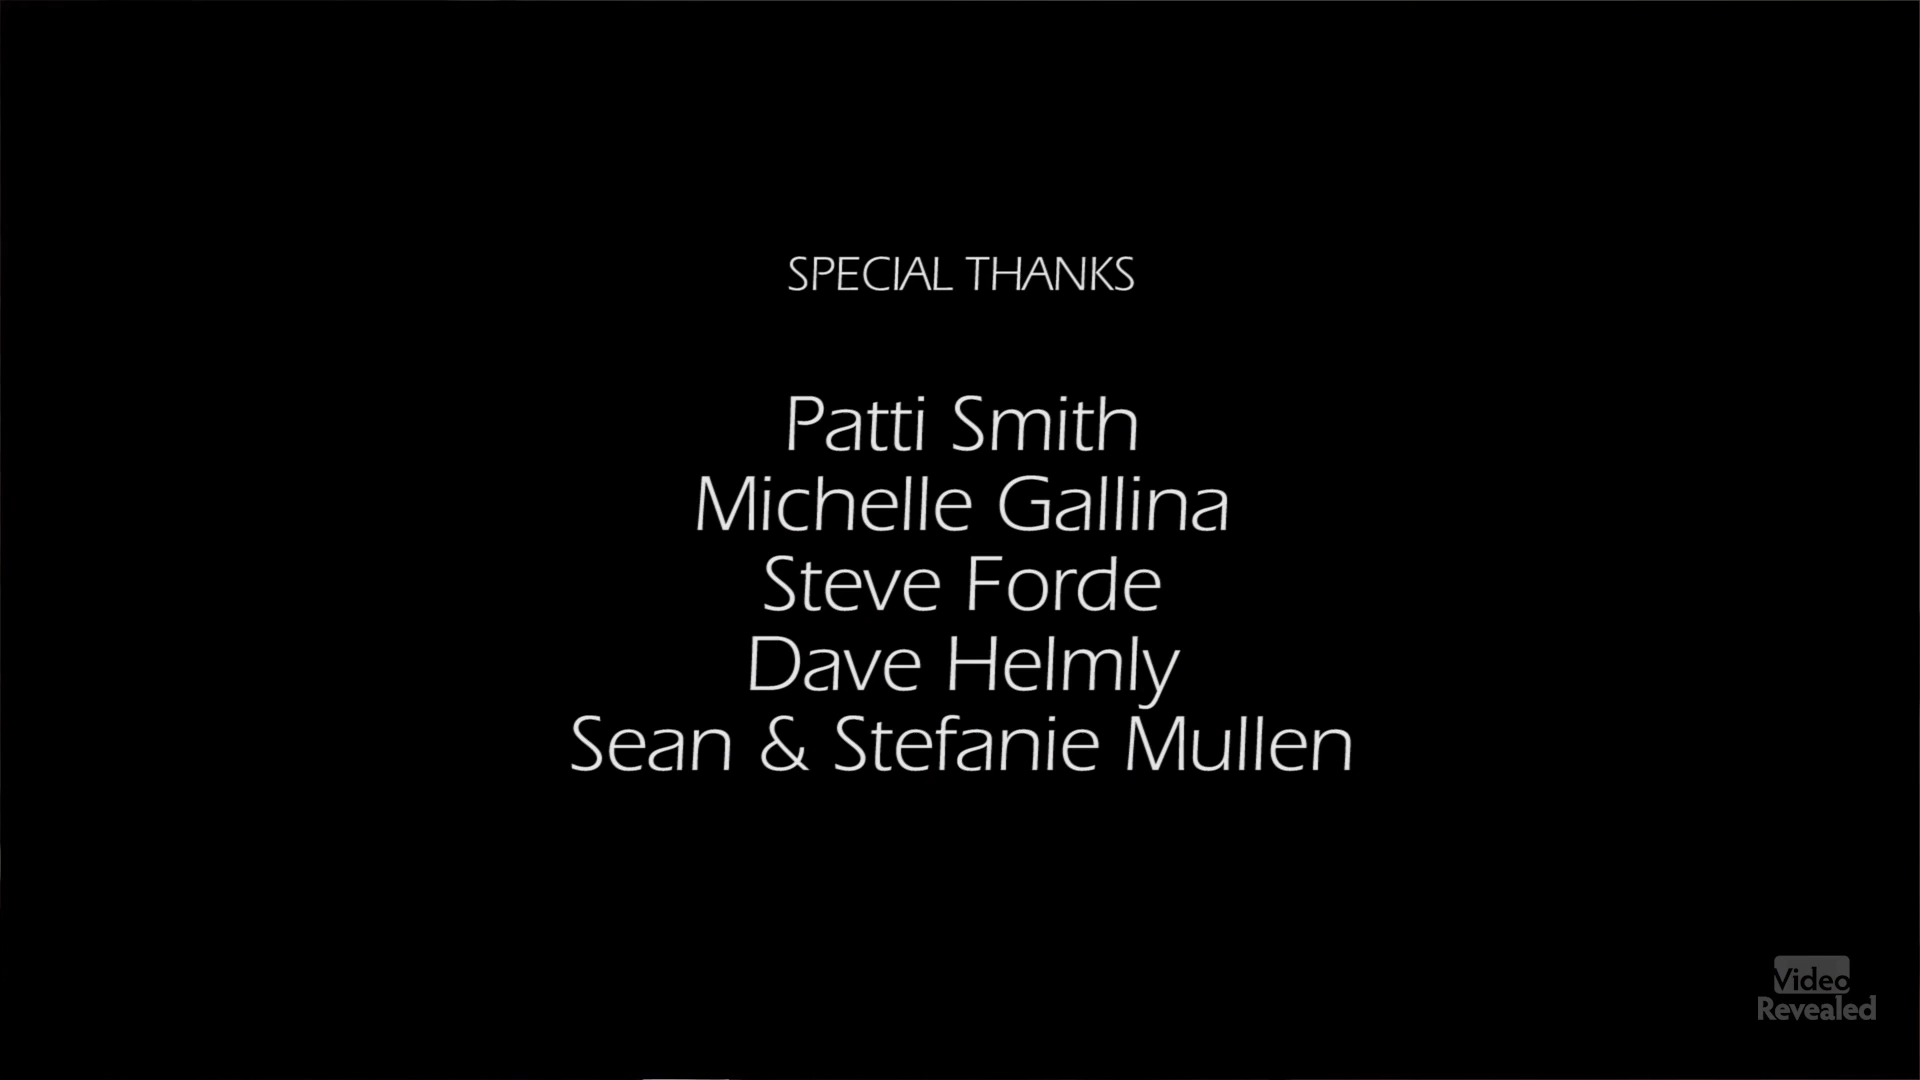 SPECIAL THANKS
Patti Smith
Michelle Gallina
Steve Forde
Dave Helmly
Sean & Stefanie Mullen
Video
Revealed